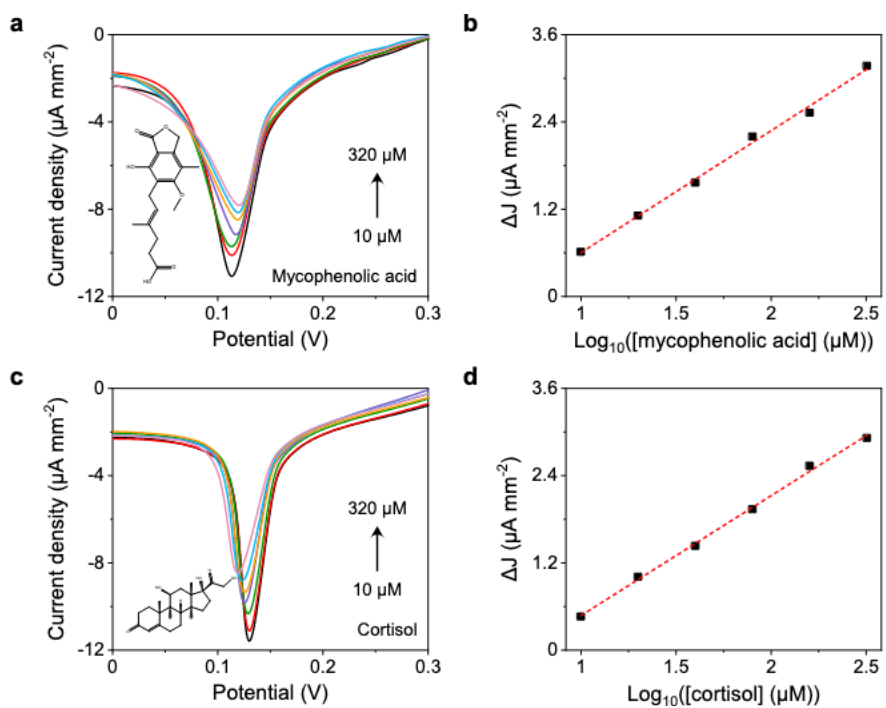 a
0
-4
-8
-12
Current density (µA mm⁻²)
0
0.1
0.2
0.3
Potential (V)
320 µM
10 µM
Mycophenolic acid
O
O
HO
O
HO
O
b
3.6
2.4
1.2
0
ΔJ (µA mm⁻²)
1
1.5
2
2.5
Log₁₀([mycophenolic acid] (µM))
c
0
-4
-8
-12
Current density (µA mm⁻²)
0
0.1
0.2
0.3
Potential (V)
320 µM
10 µM
Cortisol
d
3.6
2.4
1.2
0
ΔJ (µA mm⁻²)
1
1.5
2
2.5
Log₁₀([cortisol] (µM))